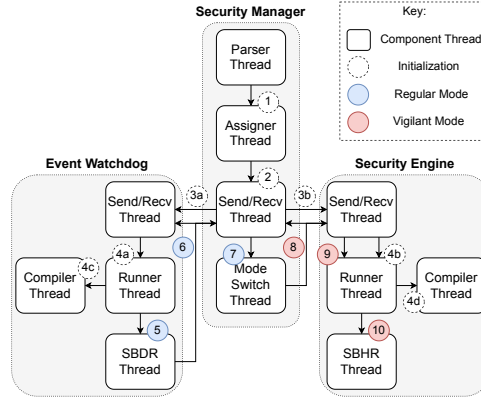 Security Manager
Key:
Component Thread
Initialization
Regular Mode
Vigilant Mode
Parser
Thread
1
Assigner
Thread
2
Event Watchdog
Security Engine
Send/Recv
Thread
3a
Send/Recv
Thread
3b
Send/Recv
Thread
6
7
8
9
4c
4a
4b
4d
Compiler
Thread
Runner
Thread
Mode
Switch
Thread
Runner
Thread
Compiler
Thread
5
10
SBDR
Thread
SBHR
Thread